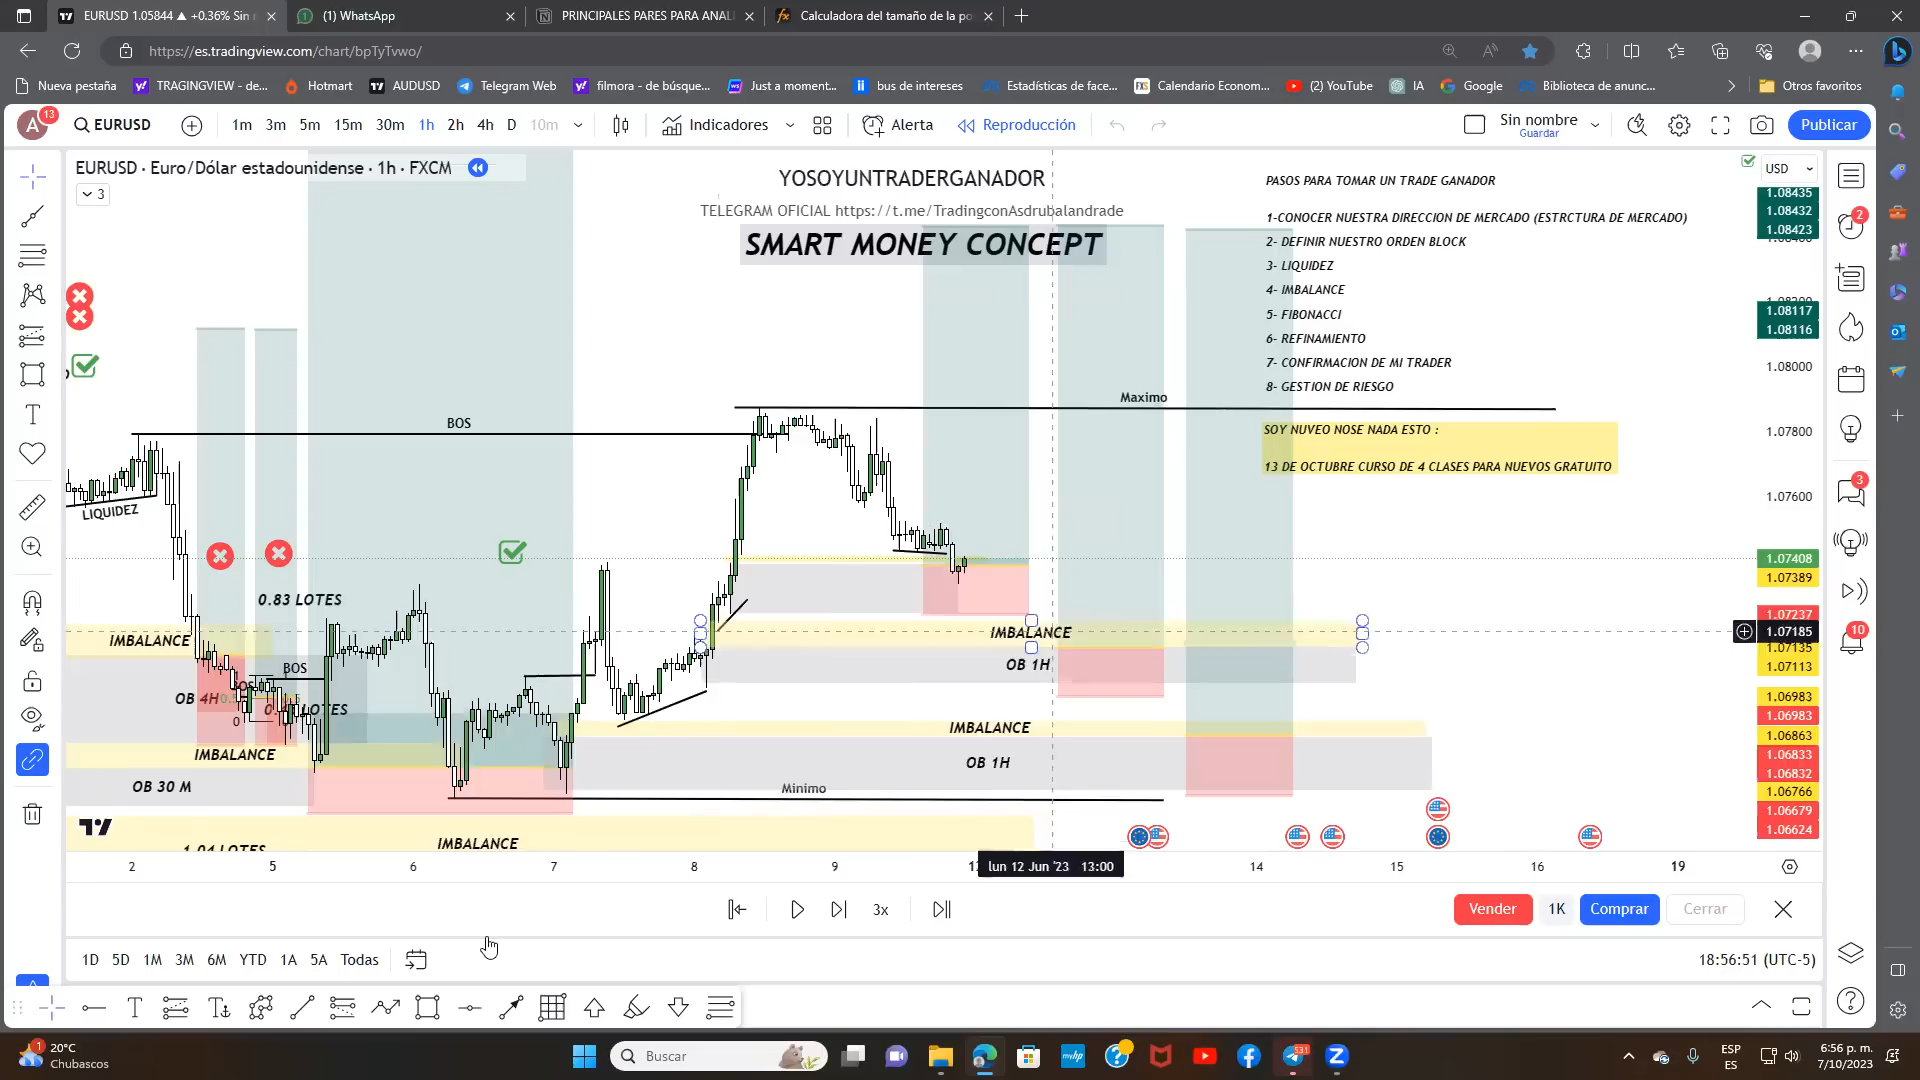 EURUSD 1.05844 ▲ +0.36% Sin
(1) WhatsApp
PRINCIPALES PARES PARA ANAL
Calculadora del tamaño de la po
https://es.tradingview.com/chart/bpTyTvwo/
Nueva pestaña
TRAGINGVIEW - de...
Hotmart
AUDUSD
Telegram Web
filmora - de búsque...
Just a moment...
bus de intereses
Estadísticas de face...
Calendario Econom...
(2) YouTube
IA
Google
Biblioteca de anunc...
Otros favoritos
A
13
EURUSD
1m 3m 5m 15m 30m 1h 2h 4h D 10m
Indicadores
Alerta
Reproducción
Sin nombre
Guardar
Publicar
EURUSD · Euro/Dólar estadounidense · 1h · FXCM
3
YOSOYUNTRADERGANADOR
TELEGRAM OFICIAL https://t.me/TradingconAsdrubalandrade
SMART MONEY CONCEPT
PASOS PARA TOMAR UN TRADE GANADOR
1-CONOCER NUESTRA DIRECCION DE MERCADO (ESTRCTURA DE MERCADO)
2- DEFINIR NUESTRO ORDEN BLOCK
3- LIQUIDEZ
4- IMBALANCE
5- FIBONACCI
6- REFINAMIENTO
7- CONFIRMACION DE MI TRADER
8- GESTION DE RIESGO
SOY NUVEO NOSE NADA ESTO :
13 DE OCTUBRE CURSO DE 4 CLASES PARA NUEVOS GRATUITO
USD
1.08435
1.08432
1.08423
1.08117
1.08116
1.08000
1.07800
1.07600
1.07408
1.07389
1.07237
1.07185
1.07135
1.07113
1.06983
1.06983
1.06863
1.06833
1.06832
1.06766
1.06679
1.06624
Maximo
BOS
LIQUIDEZ
0.83 LOTES
IMBALANCE
BOS
OB 4H
LOTES
IMBALANCE
OB 30 M
1.04 LOTES
IMBALANCE
IMBALANCE
OB 1H
IMBALANCE
OB 1H
Minimo
2 5 6 7 8 9
lun 12 Jun '23 13:00
14 15 16 19
3x
Vender
1K
Comprar
Cerrar
1D 5D 1M 3M 6M YTD 1A 5A Todas
18:56:51 (UTC-5)
2
3
10
1
20°C
Chubascos
Buscar
531
ESP
ES
6:56 p. m.
7/10/2023